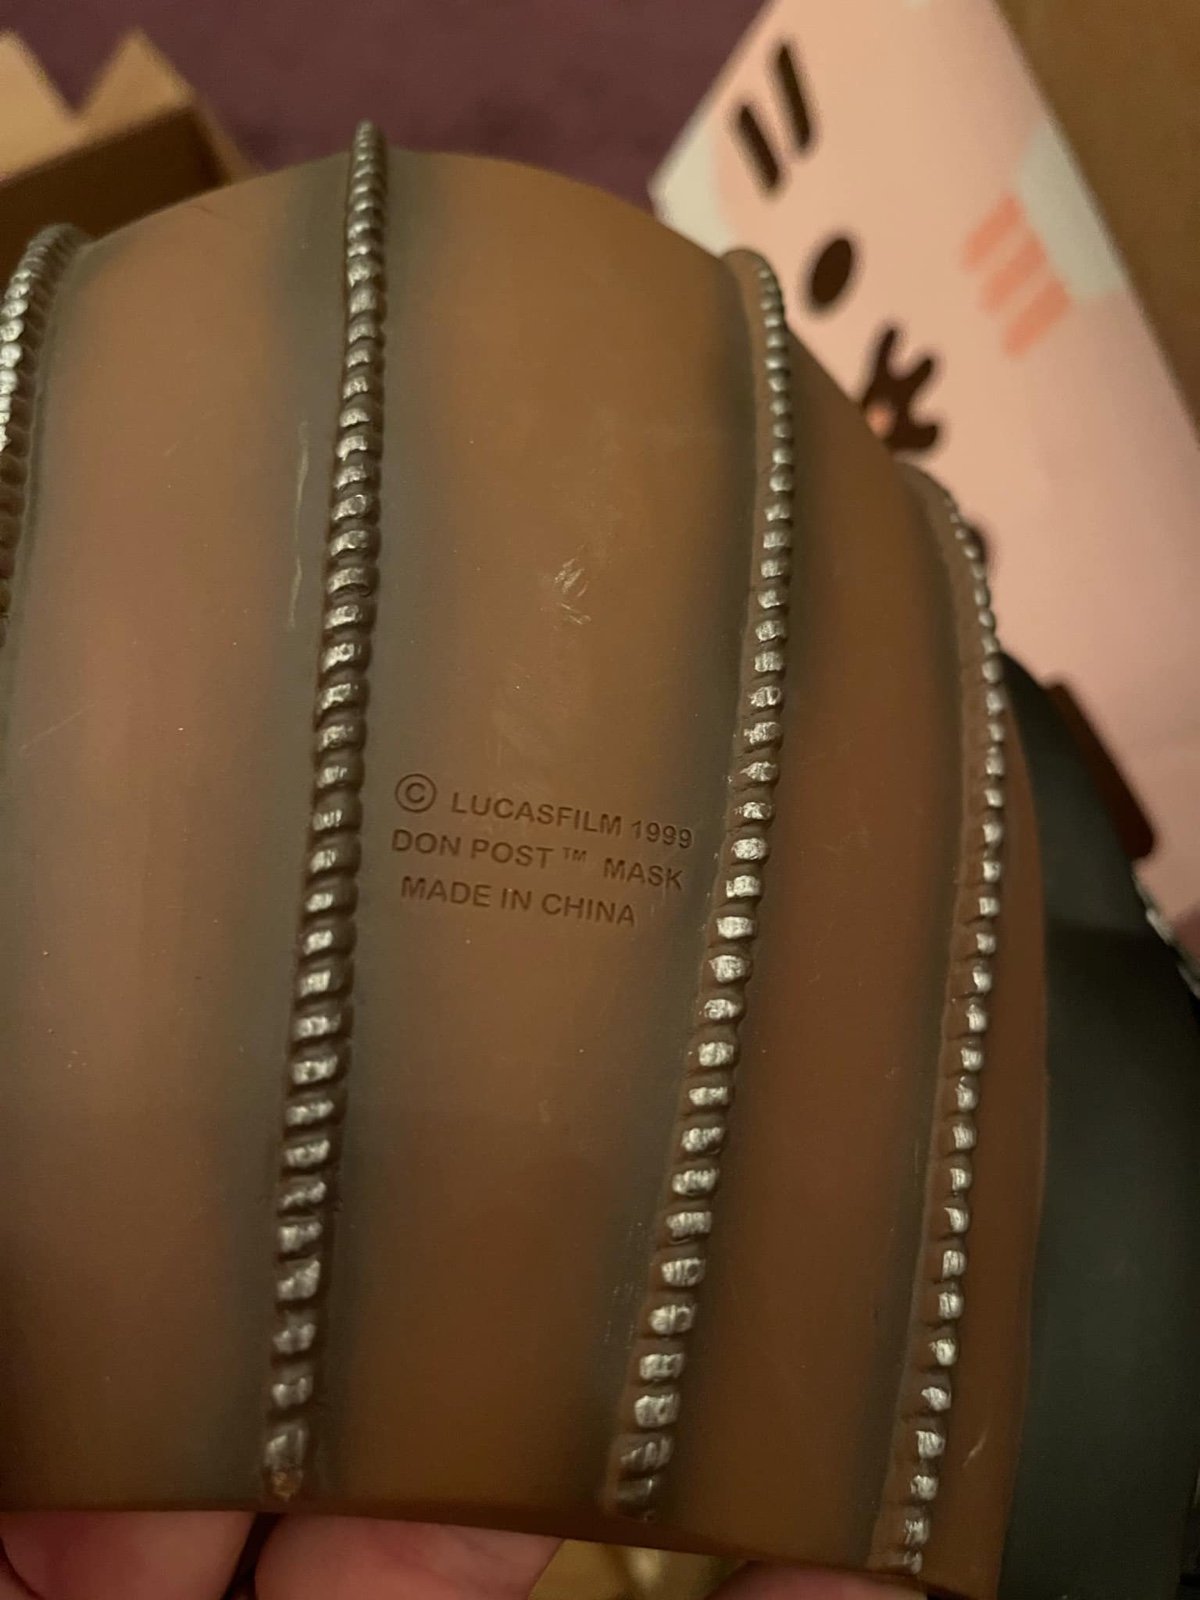 © LUCASFILM 1999
DON POST™ MASK
MADE IN CHINA